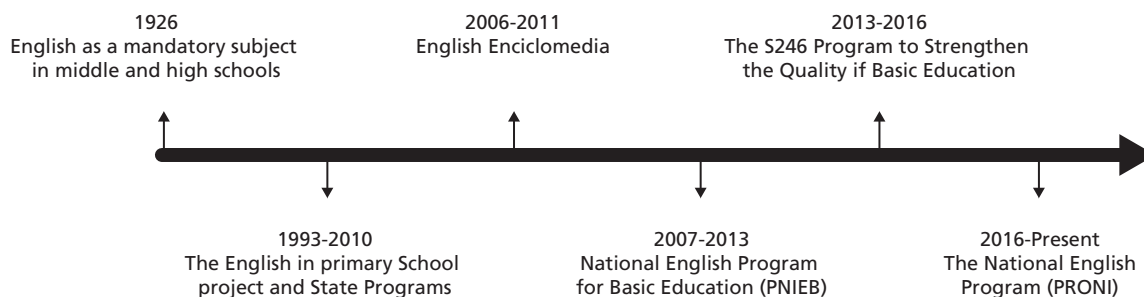 1926
English as a mandatory subject
in middle and high schools
2006-2011
English Enciclomedia
2013-2016
The S246 Program to Strengthen
the Quality if Basic Education
1993-2010
The English in primary School
project and State Programs
2007-2013
National English Program
for Basic Education (PNIEB)
2016-Present
The National English
Program (PRONI)